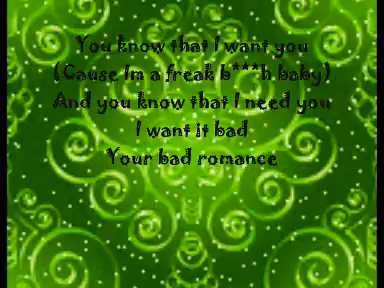 You know that I want you
(Cause Im a freak b***h baby)
And you know that I need you
I want it bad
Your bad romance